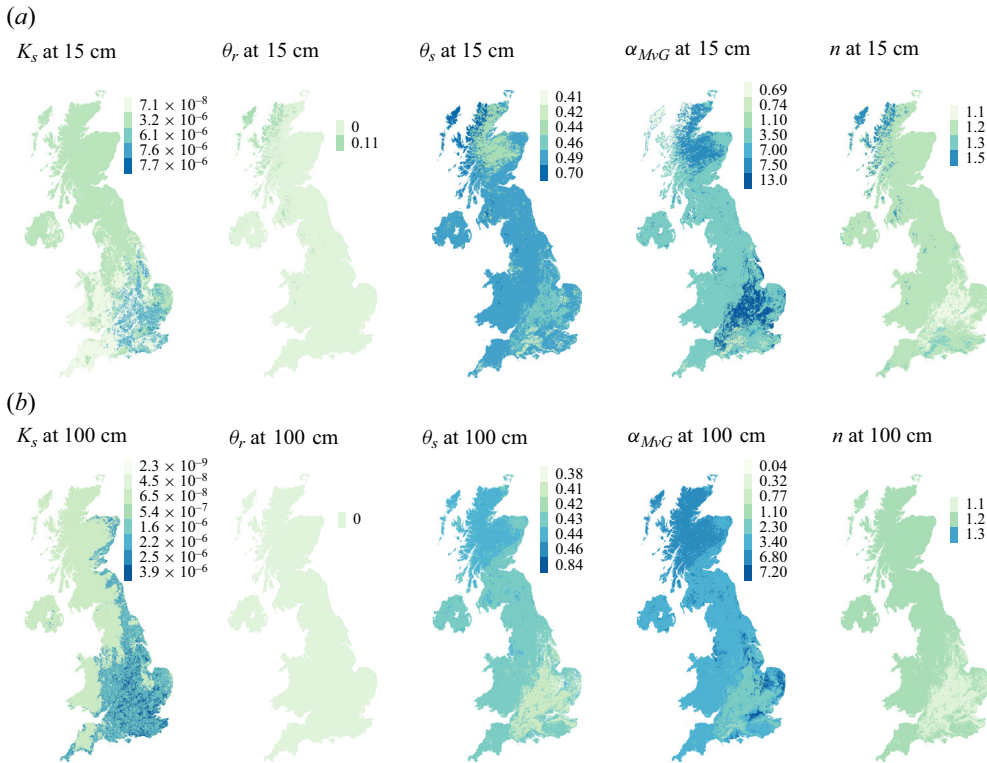 (a)
K_s at 15 cm
θ_r at 15 cm
θ_s at 15 cm
α_MvG at 15 cm
n at 15 cm
7.1 × 10⁻⁸
3.2 × 10⁻⁶
6.1 × 10⁻⁶
7.6 × 10⁻⁶
7.7 × 10⁻⁶
0
0.11
0.41
0.42
0.44
0.46
0.49
0.70
0.69
0.74
1.10
3.50
7.00
7.50
13.0
1.1
1.2
1.3
1.5
(b)
K_s at 100 cm
θ_r at 100 cm
θ_s at 100 cm
α_MvG at 100 cm
n at 100 cm
2.3 × 10⁻⁹
4.5 × 10⁻⁸
6.5 × 10⁻⁸
5.4 × 10⁻⁷
1.6 × 10⁻⁶
2.2 × 10⁻⁶
2.5 × 10⁻⁶
3.9 × 10⁻⁶
0
0.38
0.41
0.42
0.43
0.44
0.46
0.84
0.04
0.32
0.77
1.10
2.30
3.40
6.80
7.20
1.1
1.2
1.3